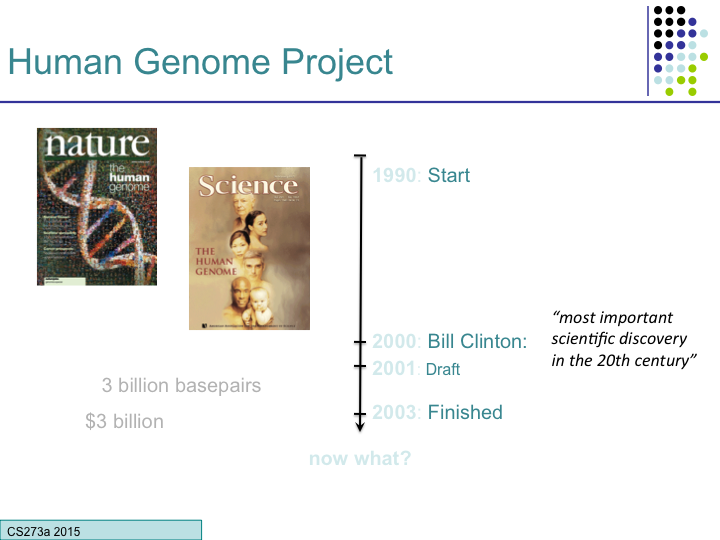 Human Genome Project
nature
the
human
genome
Science
THE
HUMAN
GENOME
1990: Start
2000: Bill Clinton:
“most important
scientific discovery
in the 20th century”
2001: Draft
3 billion basepairs
2003: Finished
$3 billion
now what?
CS273a 2015